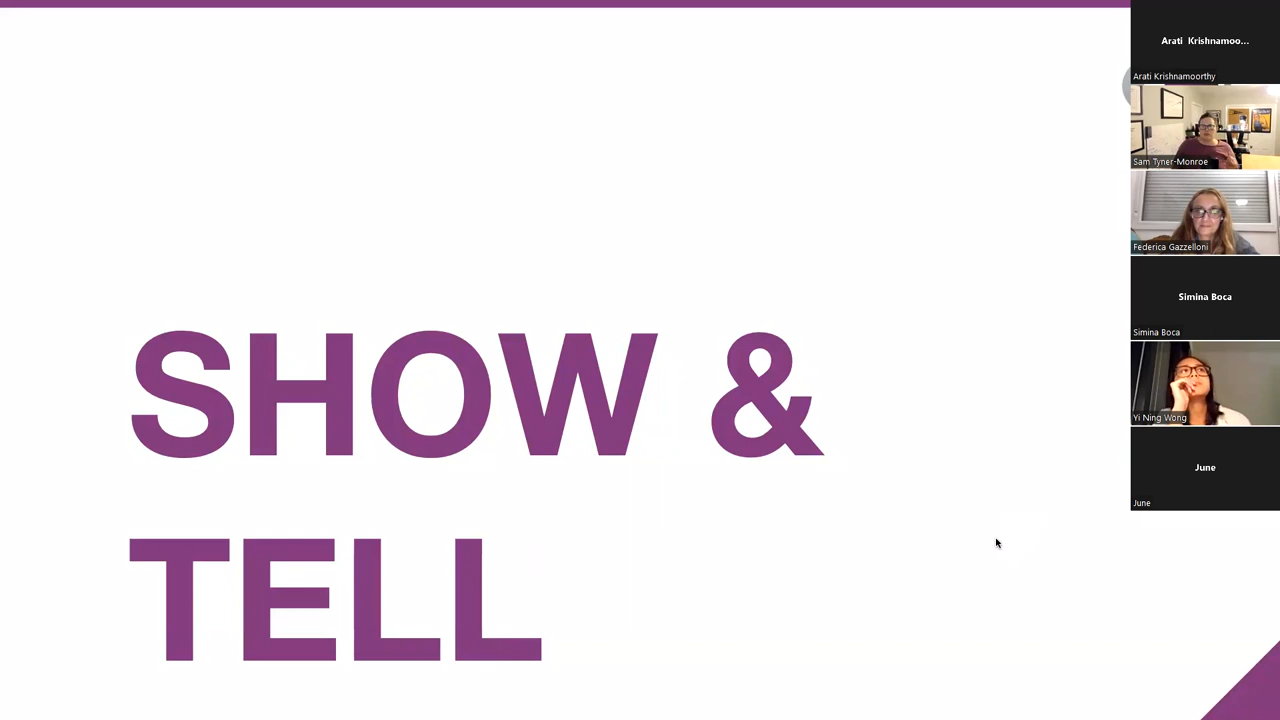 SHOW &
TELL
Arati Krishnamoo...
Arati Krishnamoorthy
Sam Tyner-Monroe
Federica Gazzelloni
Simina Boca
Simina Boca
Yi Ning Wong
June
June